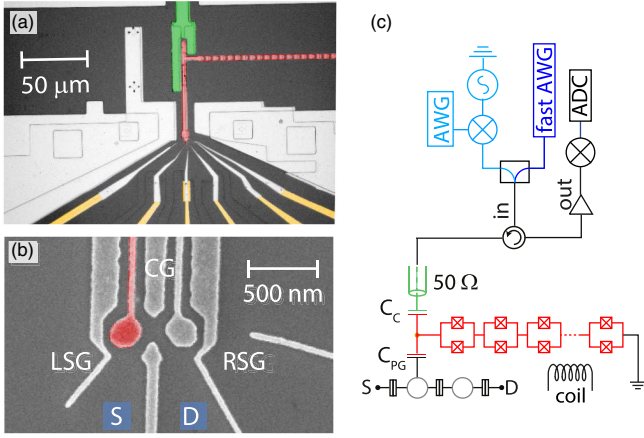 (a)
50 μm
(b)
CG
500 nm
LSG
RSG
S
D
(c)
AWG
fast AWG
ADC
in
out
50 Ω
C_C
C_PG
S
D
coil